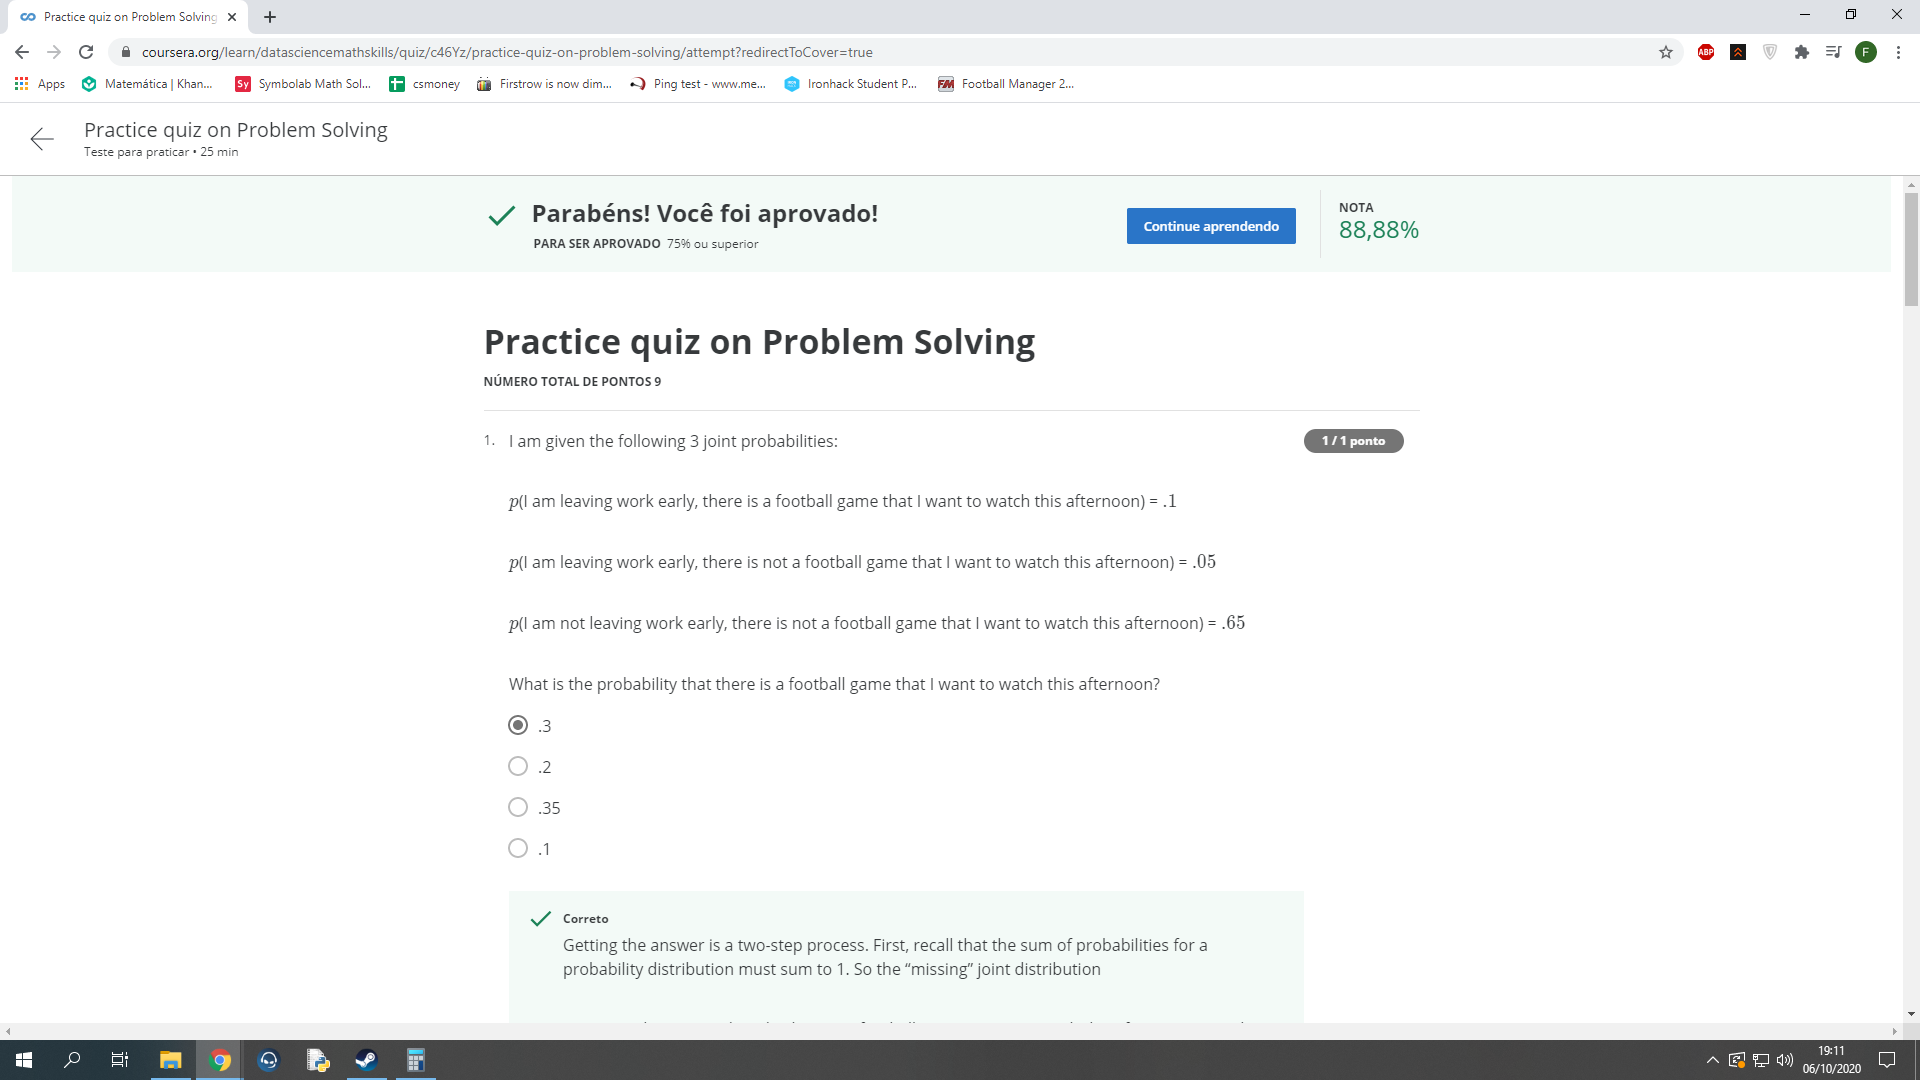 Practice quiz on Problem Solving
coursera.org/learn/datasciencemathskills/quiz/c46Yz/practice-quiz-on-problem-solving/attempt?redirectToCover=true
ABP
F
Apps
Matemática | Khan...
Sy
Symbolab Math Sol...
csmoney
Firstrow is now dim...
Ping test - www.me...
Ironhack Student P...
FM
Football Manager 2...
Practice quiz on Problem Solving
Teste para praticar • 25 min
Parabéns! Você foi aprovado!
PARA SER APROVADO 75% ou superior
Continue aprendendo
NOTA
88,88%
Practice quiz on Problem Solving
NÚMERO TOTAL DE PONTOS 9
1. I am given the following 3 joint probabilities:
1 / 1 ponto
p(I am leaving work early, there is a football game that I want to watch this afternoon) = .1
p(I am leaving work early, there is not a football game that I want to watch this afternoon) = .05
p(I am not leaving work early, there is not a football game that I want to watch this afternoon) = .65
What is the probability that there is a football game that I want to watch this afternoon?
.3
.2
.35
.1
Correto
Getting the answer is a two-step process. First, recall that the sum of probabilities for a
probability distribution must sum to 1. So the “missing” joint distribution
19:11
06/10/2020